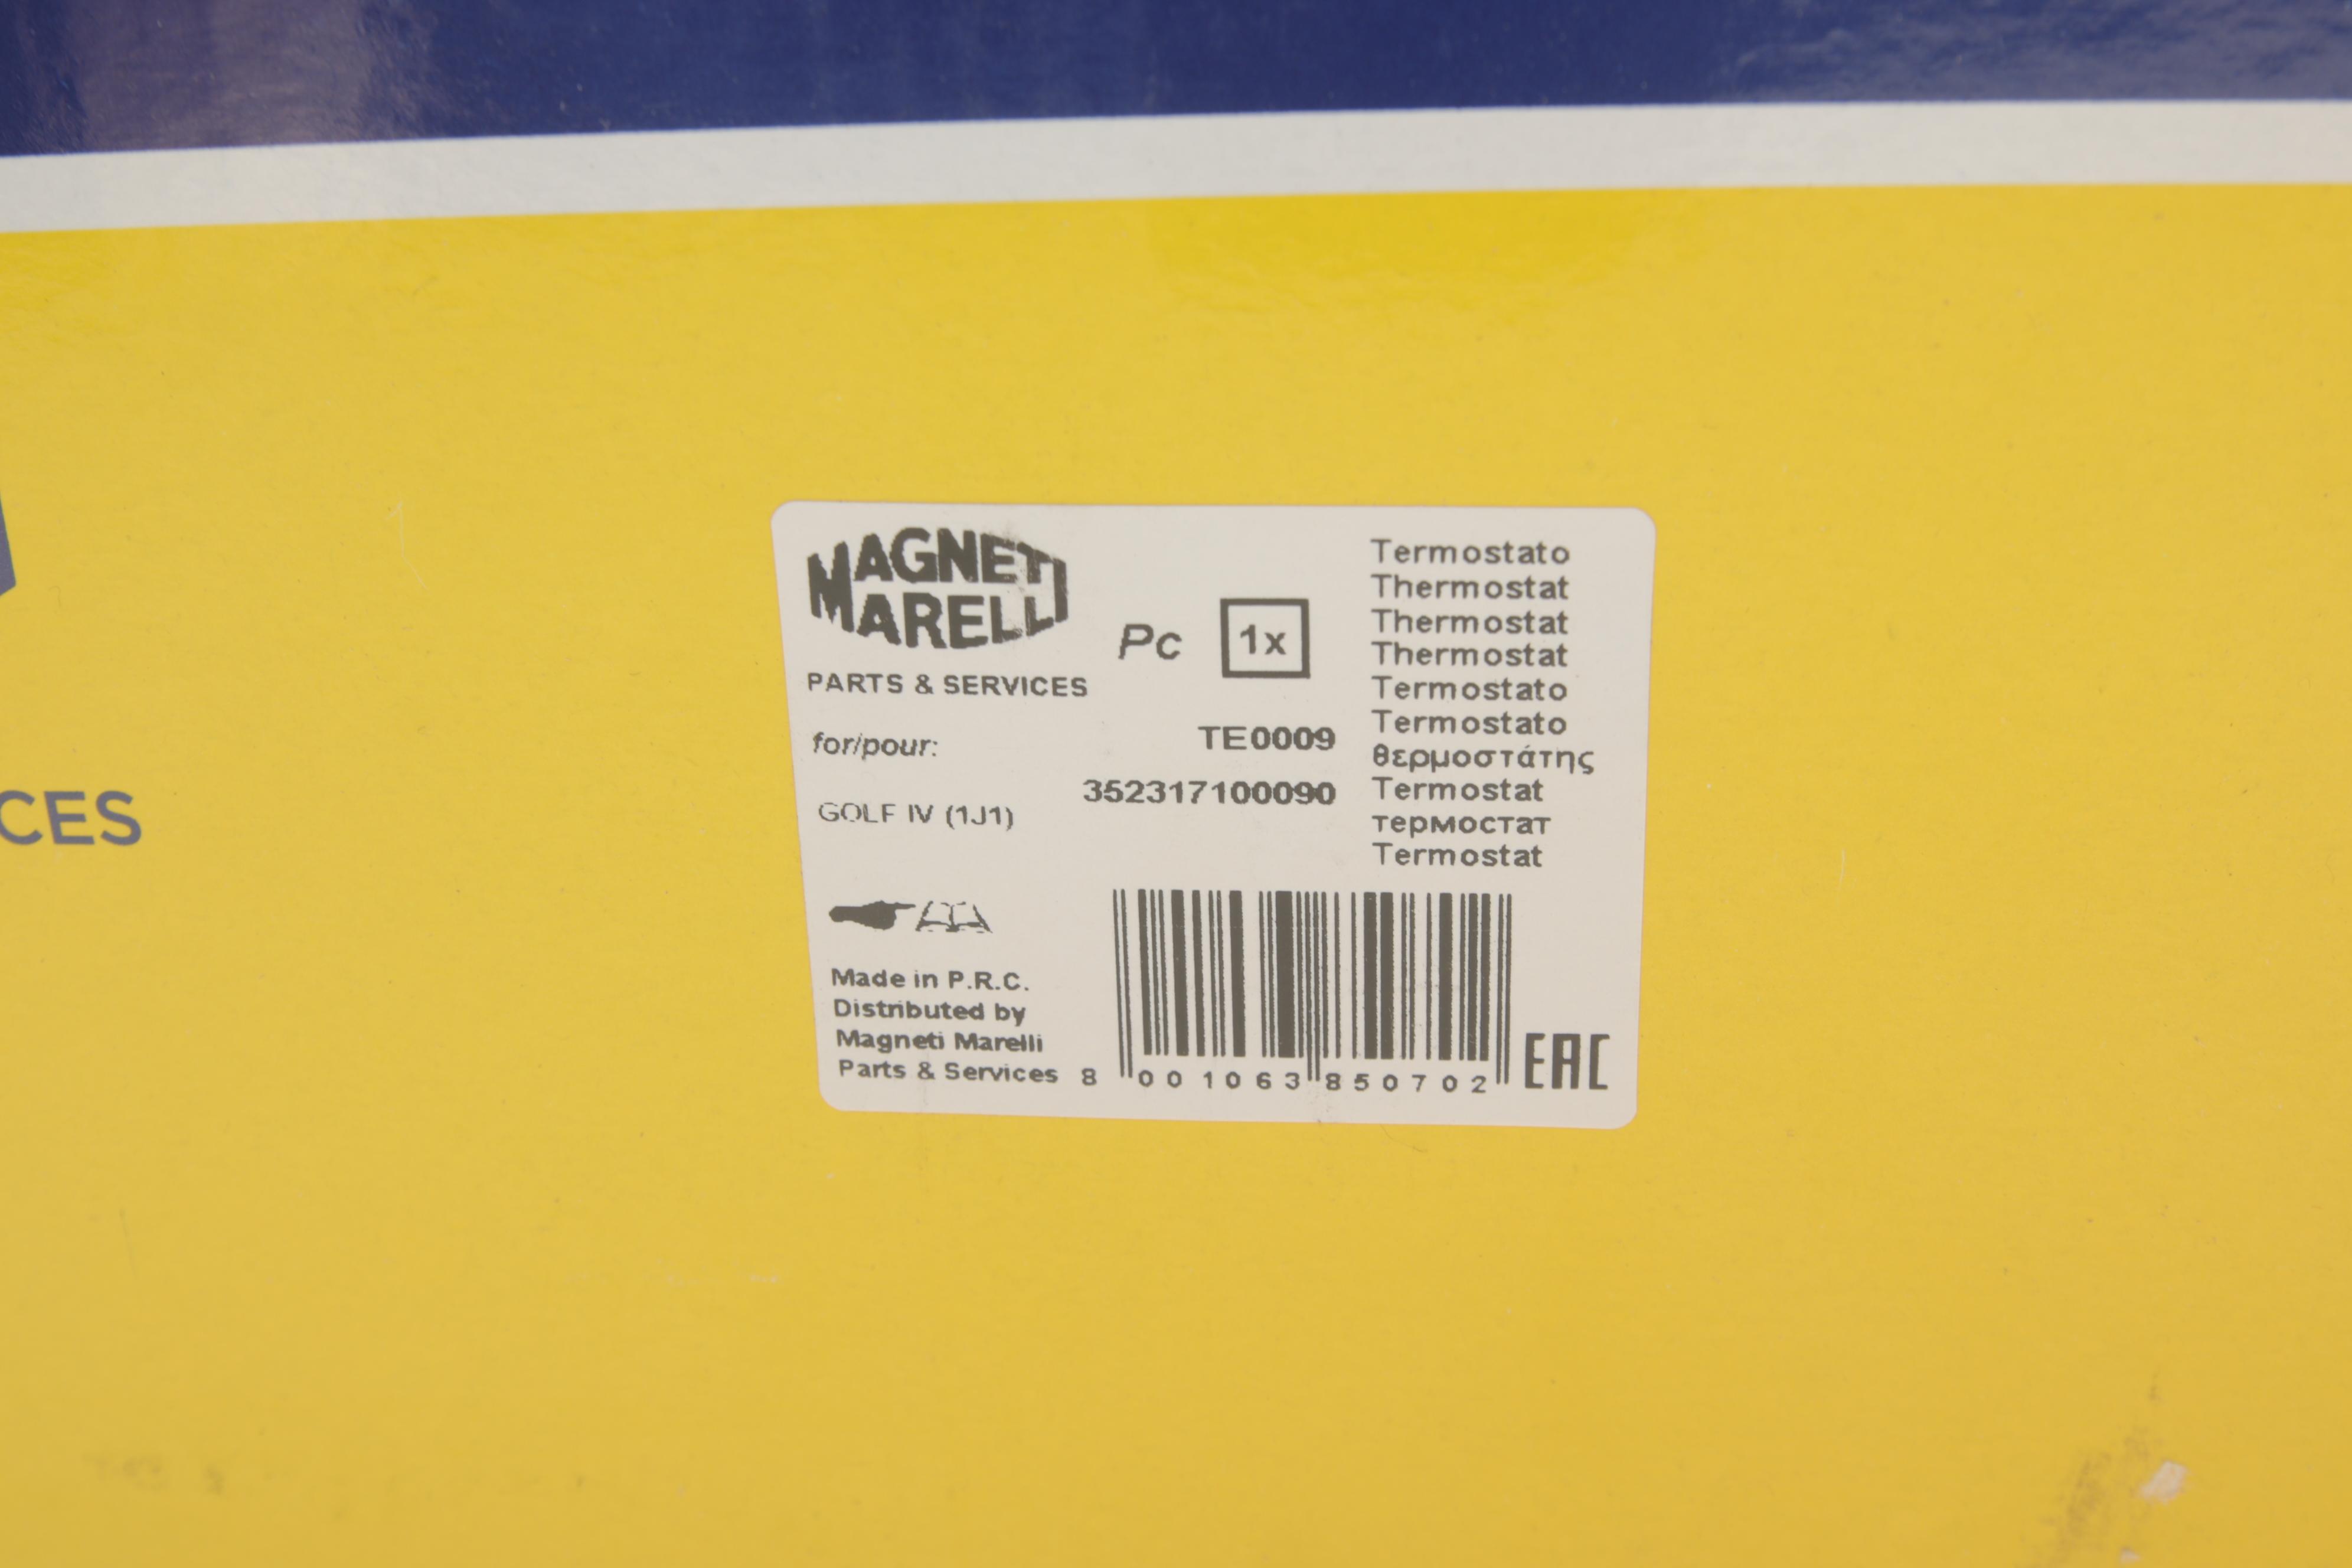 CES
MAGNETI
MARELLI
PARTS & SERVICES
Pc 1x
for/pour:
TE0009
352317100090
GOLF IV (1J1)
Termostato
Thermostat
Thermostat
Thermostat
Termostato
Termostato
θερμοστάτης
Termostat
термостат
Termostat
Made in P.R.C.
Distributed by
Magneti Marelli
Parts & Services
8 001063 850702
EAC